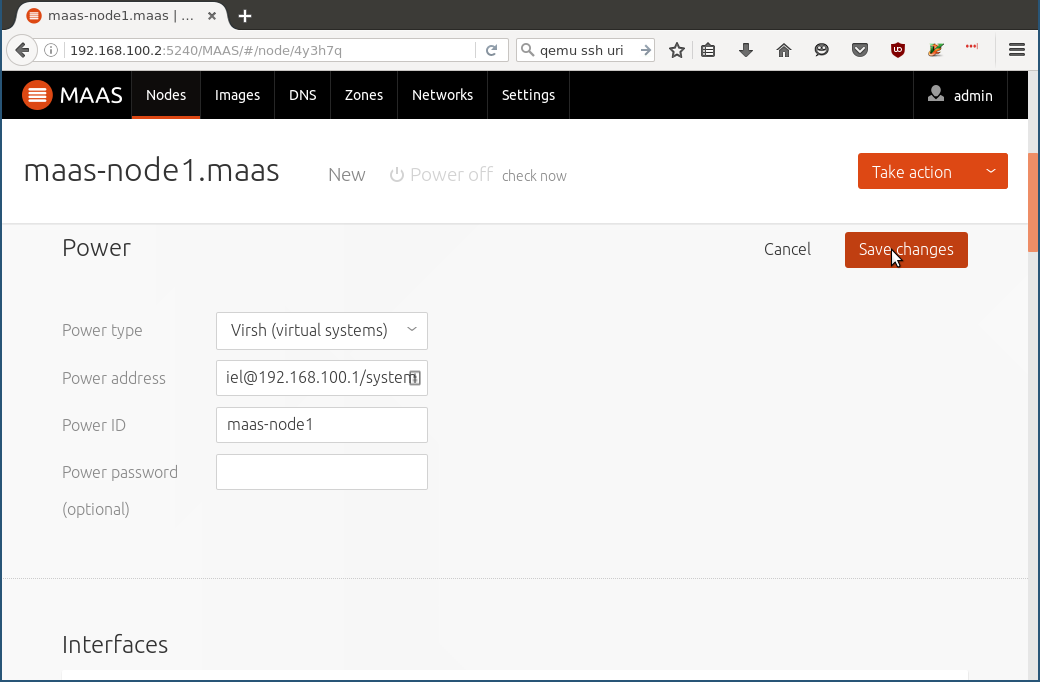 maas-node1.maas | ...
192.168.100.2:5240/MAAS/#/node/4y3h7q
qemu ssh uri
MAAS Nodes Images DNS Zones Networks Settings admin
maas-node1.maas New Power off check now Take action
Power Cancel Save changes
Power type Virsh (virtual systems)
Power address iel@192.168.100.1/system
Power ID maas-node1
Power password
(optional)
Interfaces